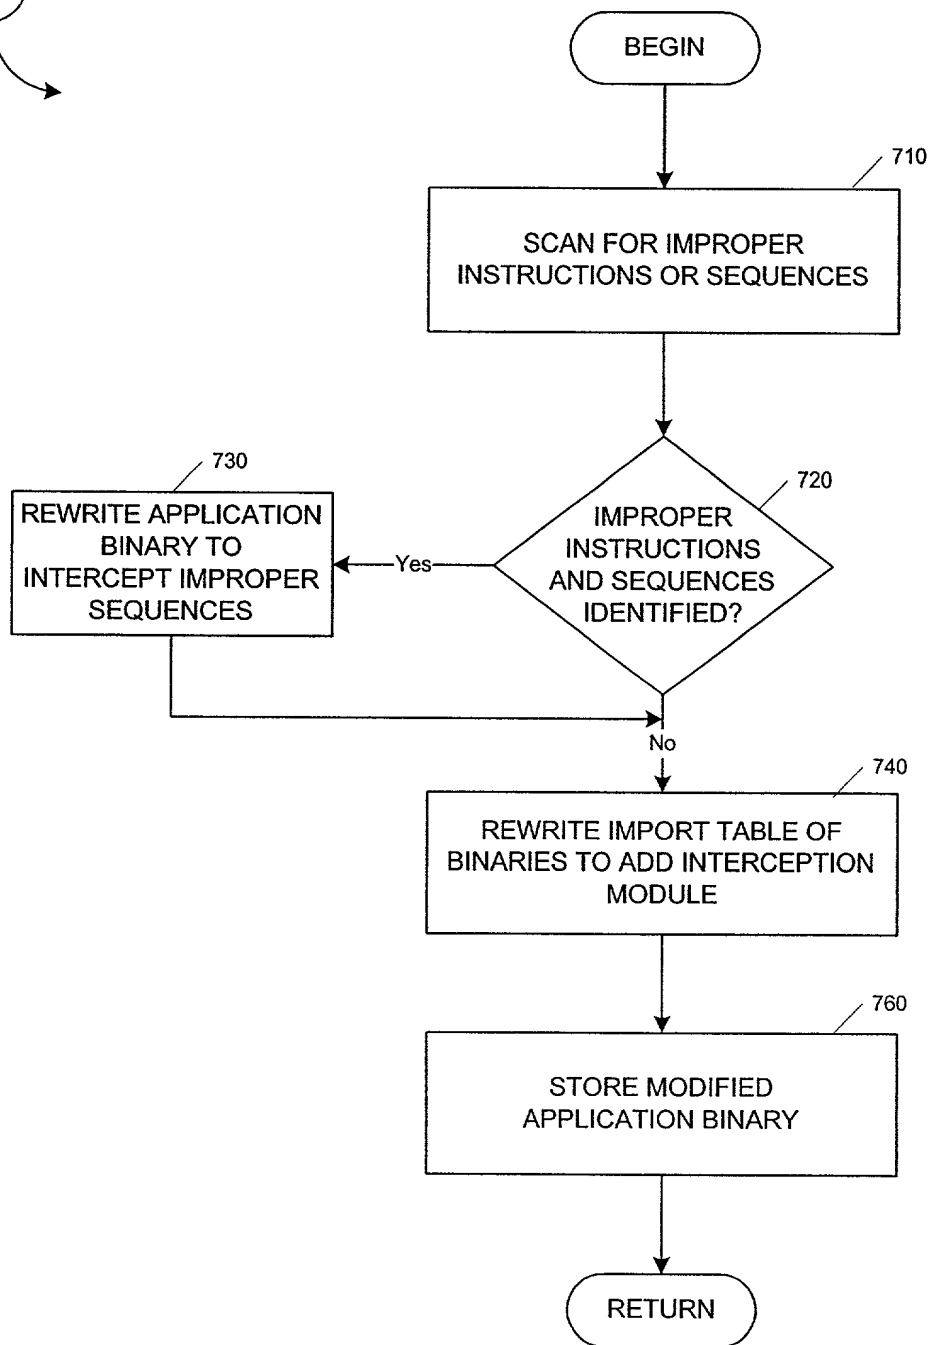 BEGIN
710
SCAN FOR IMPROPER
INSTRUCTIONS OR SEQUENCES
730
REWRITE APPLICATION
BINARY TO
INTERCEPT IMPROPER
SEQUENCES
Yes
720
IMPROPER
INSTRUCTIONS
AND SEQUENCES
IDENTIFIED?
No
740
REWRITE IMPORT TABLE OF
BINARIES TO ADD INTERCEPTION
MODULE
760
STORE MODIFIED
APPLICATION BINARY
RETURN